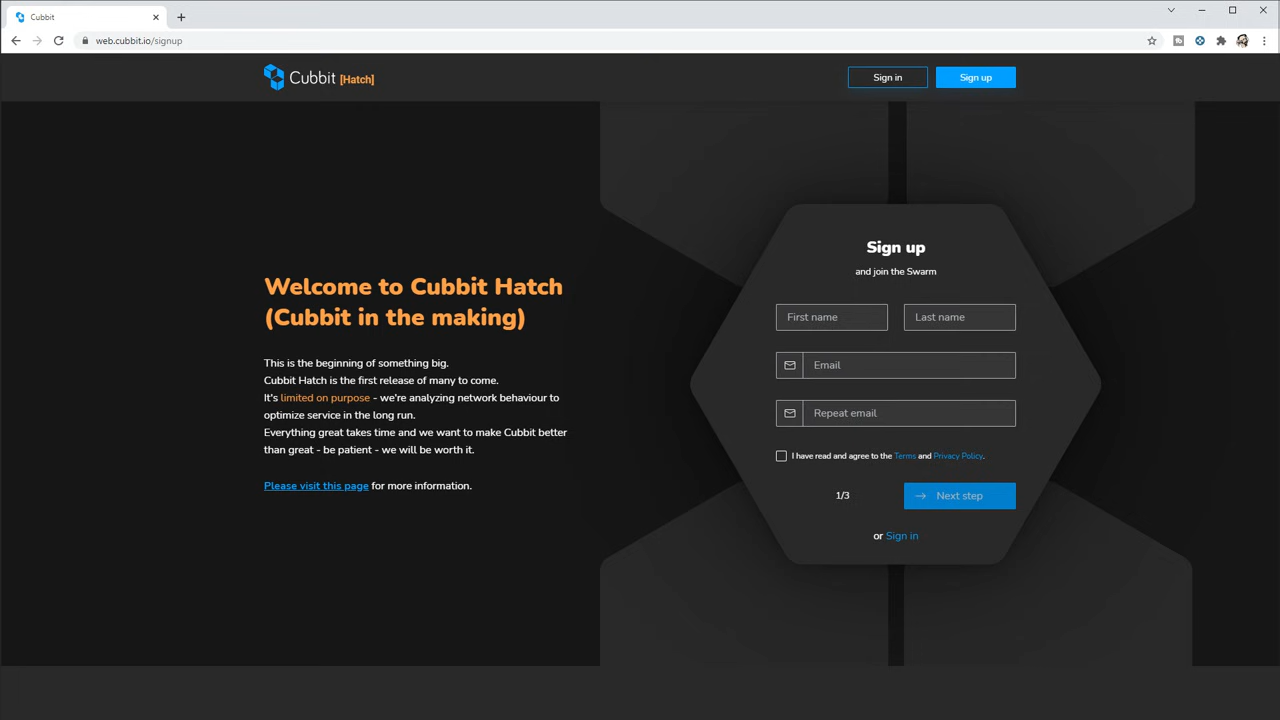 Cubbit
web.cubbit.io/signup
Cubbit [Hatch]
Sign in
Sign up
Welcome to Cubbit Hatch
(Cubbit in the making)
This is the beginning of something big.
Cubbit Hatch is the first release of many to come.
It's limited on purpose - we're analyzing network behaviour to
optimize service in the long run.
Everything great takes time and we want to make Cubbit better
than great - be patient - we will be worth it.
Please visit this page for more information.
Sign up
and join the Swarm
First name
Last name
Email
Repeat email
I have read and agree to the Terms and Privacy Policy.
1/3
Next step
or Sign in